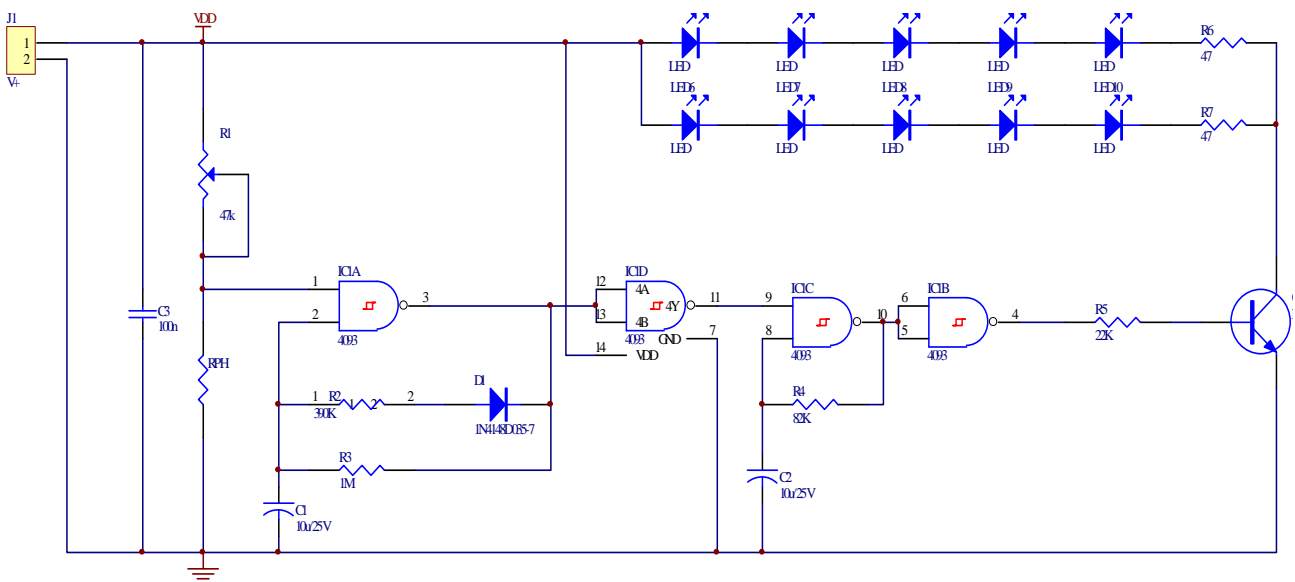 J1
1
2
V+
VDD
R1
47k
C3
100n
RPH
IC1A
1
2
3
4093
1 R2 1 2 2
390K
D1
1N4148D035-7
R3
1M
C1
10u/25V
IC1D
12
13
4A
4B
4Y
11
4093
GND
7
14
VDD
IC1C
9
8
10
4093
IC1B
6
5
4
4093
R4
82K
C2
10u/25V
R5
22K
LED
LED
LED
LED
LED
R6
47
LED6
LED7
LED8
LED9
LED10
LED
LED
LED
LED
LED
R7
47